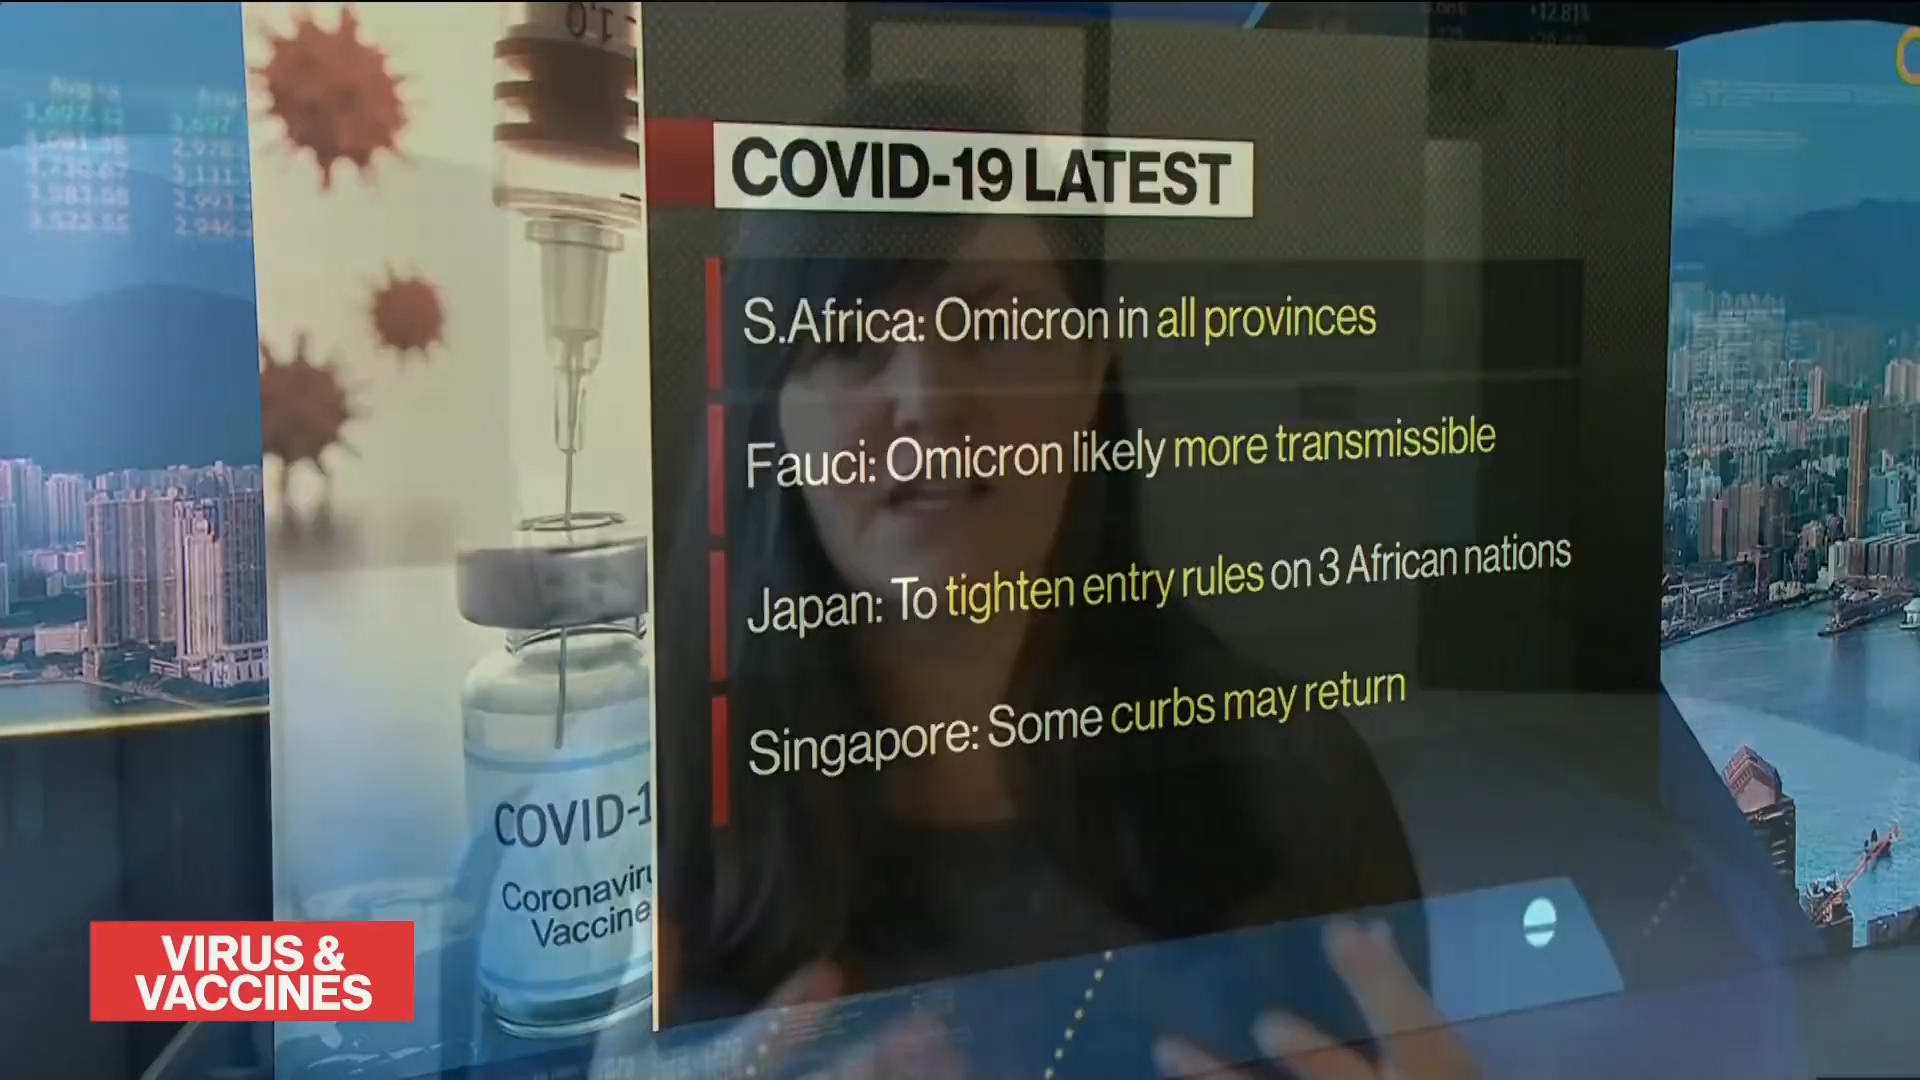 COVID-19 LATEST
S.Africa: Omicron in all provinces
Fauci: Omicron likely more transmissible
Japan: To tighten entry rules on 3 African nations
Singapore: Some curbs may return
COVID-1
Coronaviru
Vaccine
VIRUS &
VACCINES